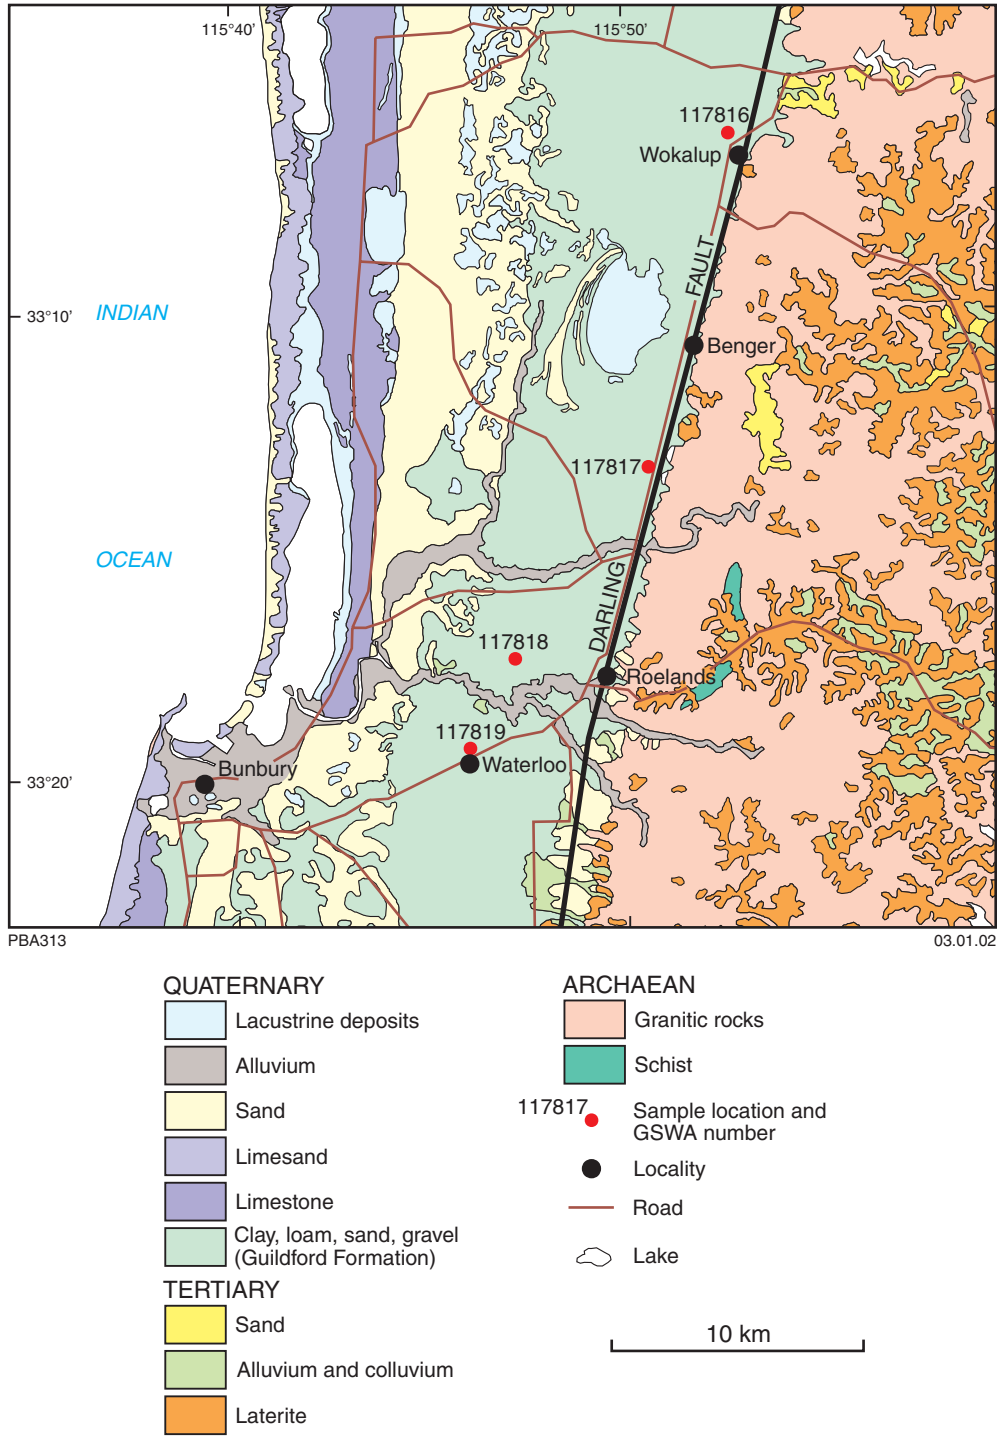 115°40'
115°50'
117816
Wokalup
FAULT
33°10'
INDIAN
Benger
117817
OCEAN
DARLING
117818
Roelands
117819
Waterloo
Bunbury
33°20'
PBA313
03.01.02
QUATERNARY
Lacustrine deposits
Alluvium
Sand
Limesand
Limestone
Clay, loam, sand, gravel
(Guildford Formation)
TERTIARY
Sand
Alluvium and colluvium
Laterite
ARCHAEAN
Granitic rocks
Schist
117817
Sample location and
GSWA number
Locality
Road
Lake
10 km